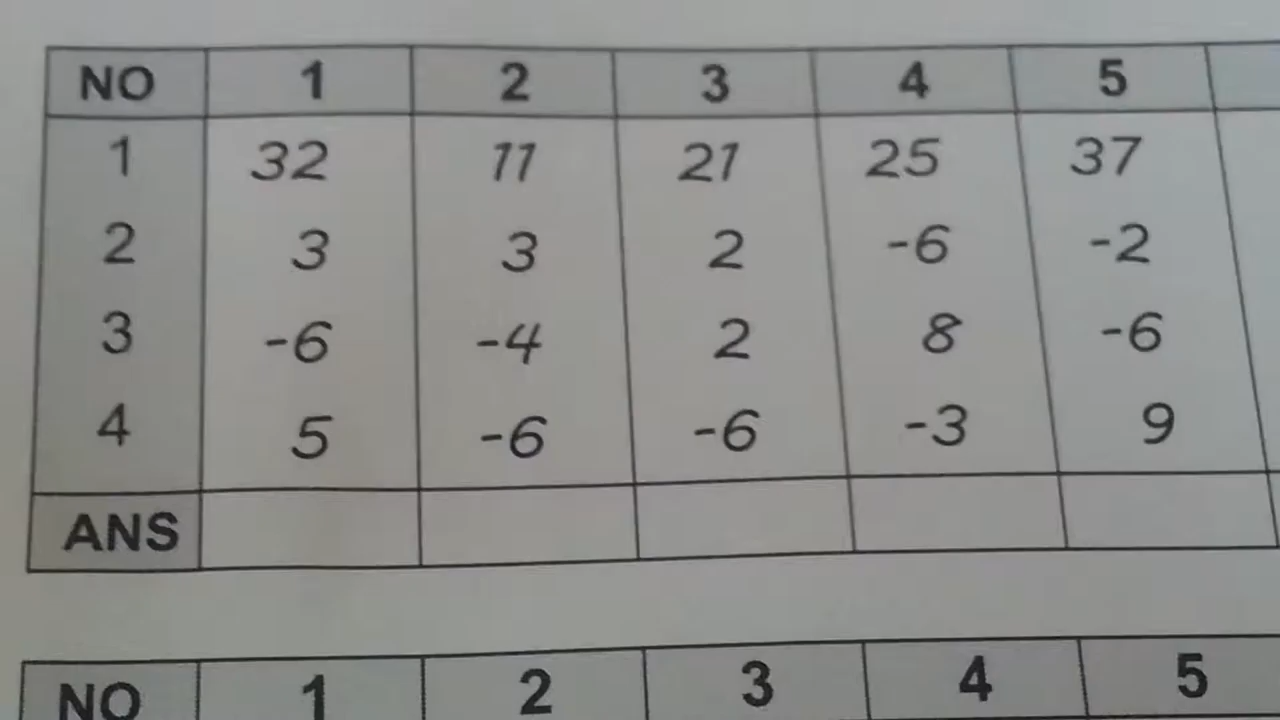 NO 1 2 3 4 5
1 32 11 21 25 37
2 3 3 2 -6 -2
3 -6 -4 2 8 -6
4 5 -6 -6 -3 9
ANS
NO 1 2 3 4 5